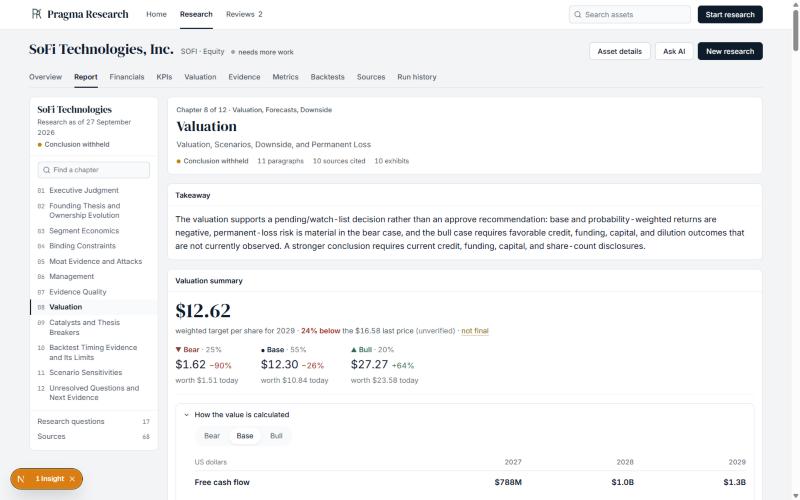 Pragma Research Home Research Reviews 2 Search assets Start research
SoFi Technologies, Inc. SOFI · Equity needs more work Asset details Ask AI New research
Overview Report Financials KPIs Valuation Evidence Metrics Backtests Sources Run history
SoFi Technologies
Research as of 27 September
2026
Conclusion withheld
Find a chapter
01 Executive Judgment
02 Founding Thesis and
Ownership Evolution
03 Segment Economics
04 Binding Constraints
05 Moat Evidence and Attacks
06 Management
07 Evidence Quality
08 Valuation
09 Catalysts and Thesis
Breakers
10 Backtest Timing Evidence
and Its Limits
11 Scenario Sensitivities
12 Unresolved Questions and
Next Evidence
Research questions 17
Sources 68
Chapter 8 of 12 · Valuation, Forecasts, Downside
Valuation
Valuation, Scenarios, Downside, and Permanent Loss
Conclusion withheld 11 paragraphs 10 sources cited 10 exhibits
Takeaway
The valuation supports a pending/watch-list decision rather than an approve recommendation: base and probability-weighted returns are
negative, permanent-loss risk is material in the bear case, and the bull case requires favorable credit, funding, capital, and dilution outcomes that
are not currently observed. A stronger conclusion requires current credit, funding, capital, and share-count disclosures.
Valuation summary
$12.62
weighted target per share for 2029 · 24% below the $16.58 last price (unverified) · not final
▼ Bear · 25% ● Base · 55% ▲ Bull · 20%
$1.62 −90% $12.30 −26% $27.27 +64%
worth $1.51 today worth $10.84 today worth $23.58 today
How the value is calculated
Bear Base Bull
US dollars 2027 2028 2029
Free cash flow $788M $1.0B $1.3B
N 1 Insight ×